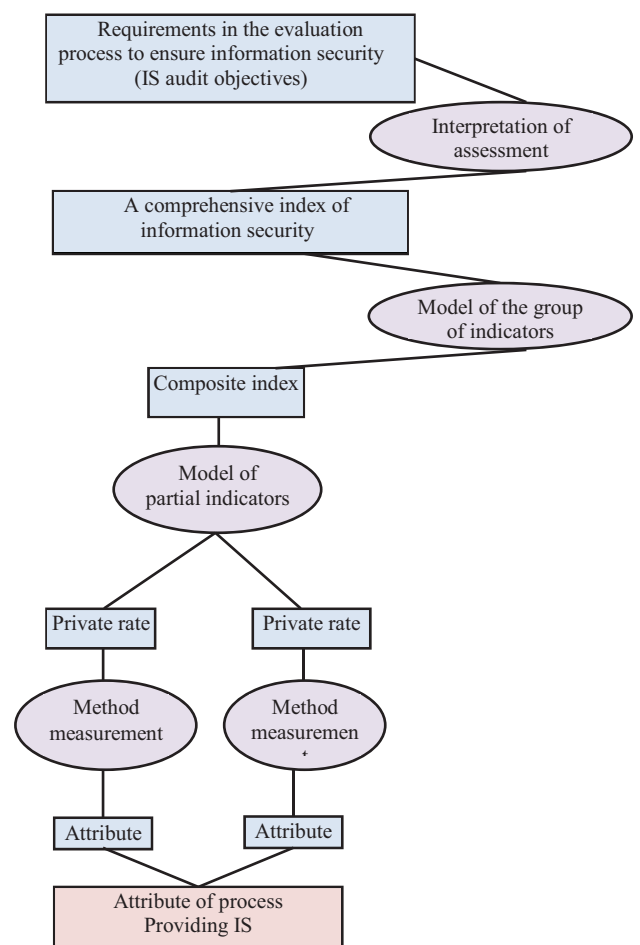 Requirements in the evaluation
process to ensure information security
(IS audit objectives)
Interpretation of
assessment
A comprehensive index of
information security
Model of the group
of indicators
Composite index
Model of
partial indicators
Private rate
Private rate
Method
measurement
Method
measuremen
Attribute
Attribute
Attribute of process
Providing IS